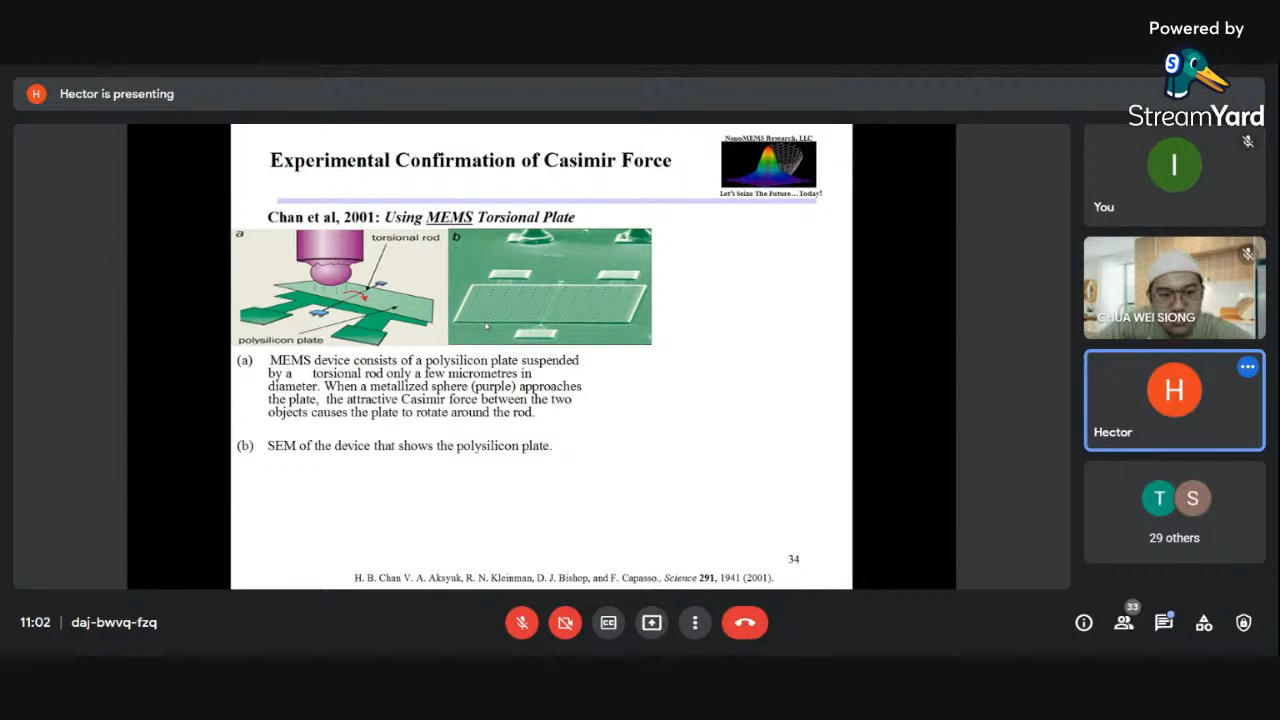 Powered by
StreamYard
H
Hector is presenting
Experimental Confirmation of Casimir Force
NanoMEMS Research, LLC
Let's Seize The Future…Today!
Chan et al, 2001: Using MEMS Torsional Plate
a
torsional rod
b
polysilicon plate
(a) MEMS device consists of a polysilicon plate suspended
by a torsional rod only a few micrometres in
diameter. When a metallized sphere (purple) approaches
the plate, the attractive Casimir force between the two
objects causes the plate to rotate around the rod.
(b) SEM of the device that shows the polysilicon plate.
34
H. B. Chan V. A. Aksyuk, R. N. Kleinman, D. J. Bishop, and F. Capasso., Science 291, 1941 (2001).
I
You
CHUA WEI SIONG
H
Hector
T S
29 others
11:02 | daj-bwvq-fzq
CC
33